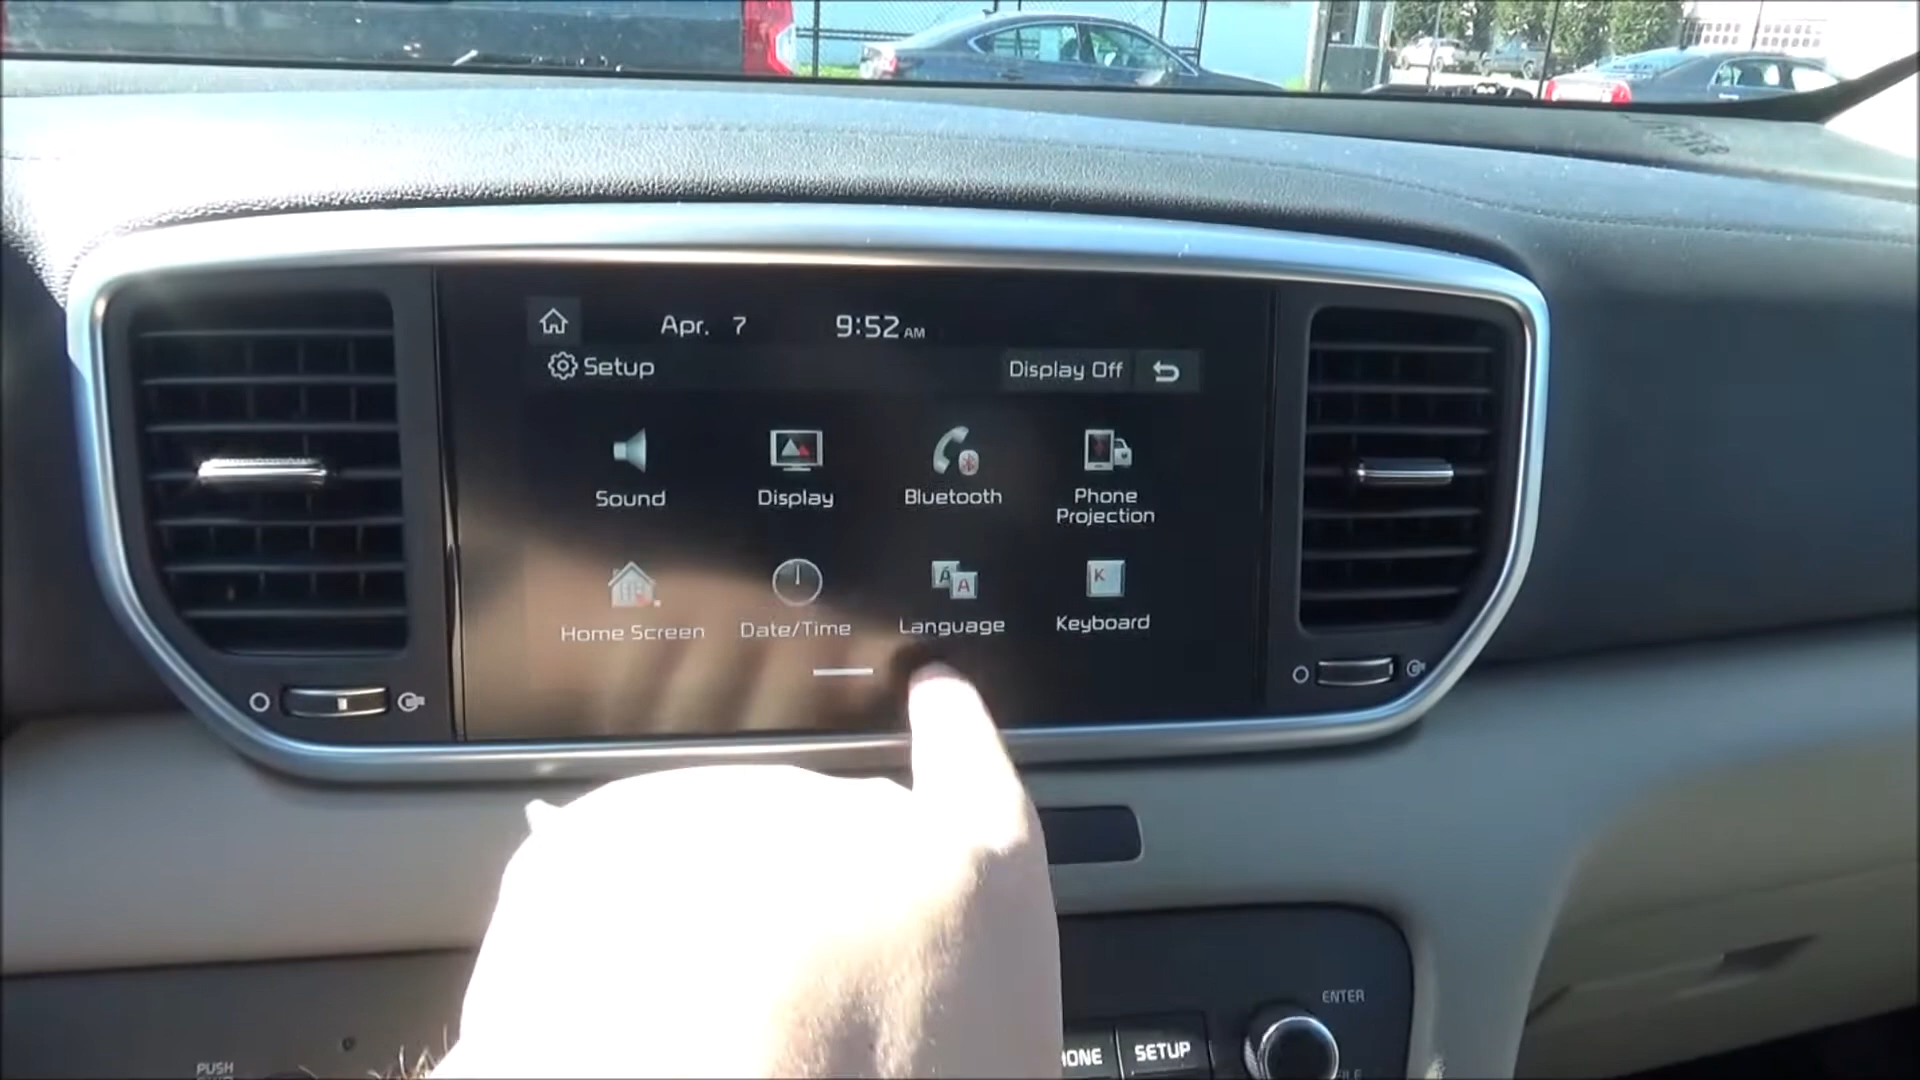 Apr. 7 9:52 AM
Setup Display Off
Sound Display Bluetooth Phone Projection
Home Screen Date/Time Language Keyboard
K
ENTER
SETUP
PUSH